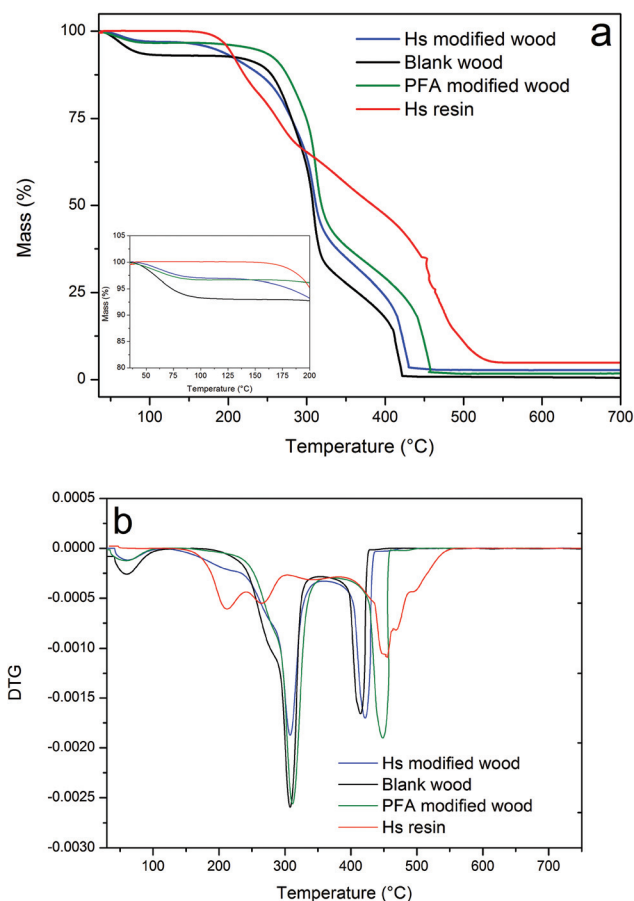 a
Hs modified wood
Blank wood
PFA modified wood
Hs resin
100
75
50
25
0
Mass (%)
105
100
95
90
85
80
Mass (%)
50 75 100 125 150 175 200
Temperature (°C)
100 200 300 400 500 600 700
Temperature (°C)
b
0.0005
0.0000
-0.0005
-0.0010
-0.0015
-0.0020
-0.0025
-0.0030
DTG
Hs modified wood
Blank wood
PFA modified wood
Hs resin
100 200 300 400 500 600 700
Temperature (°C)